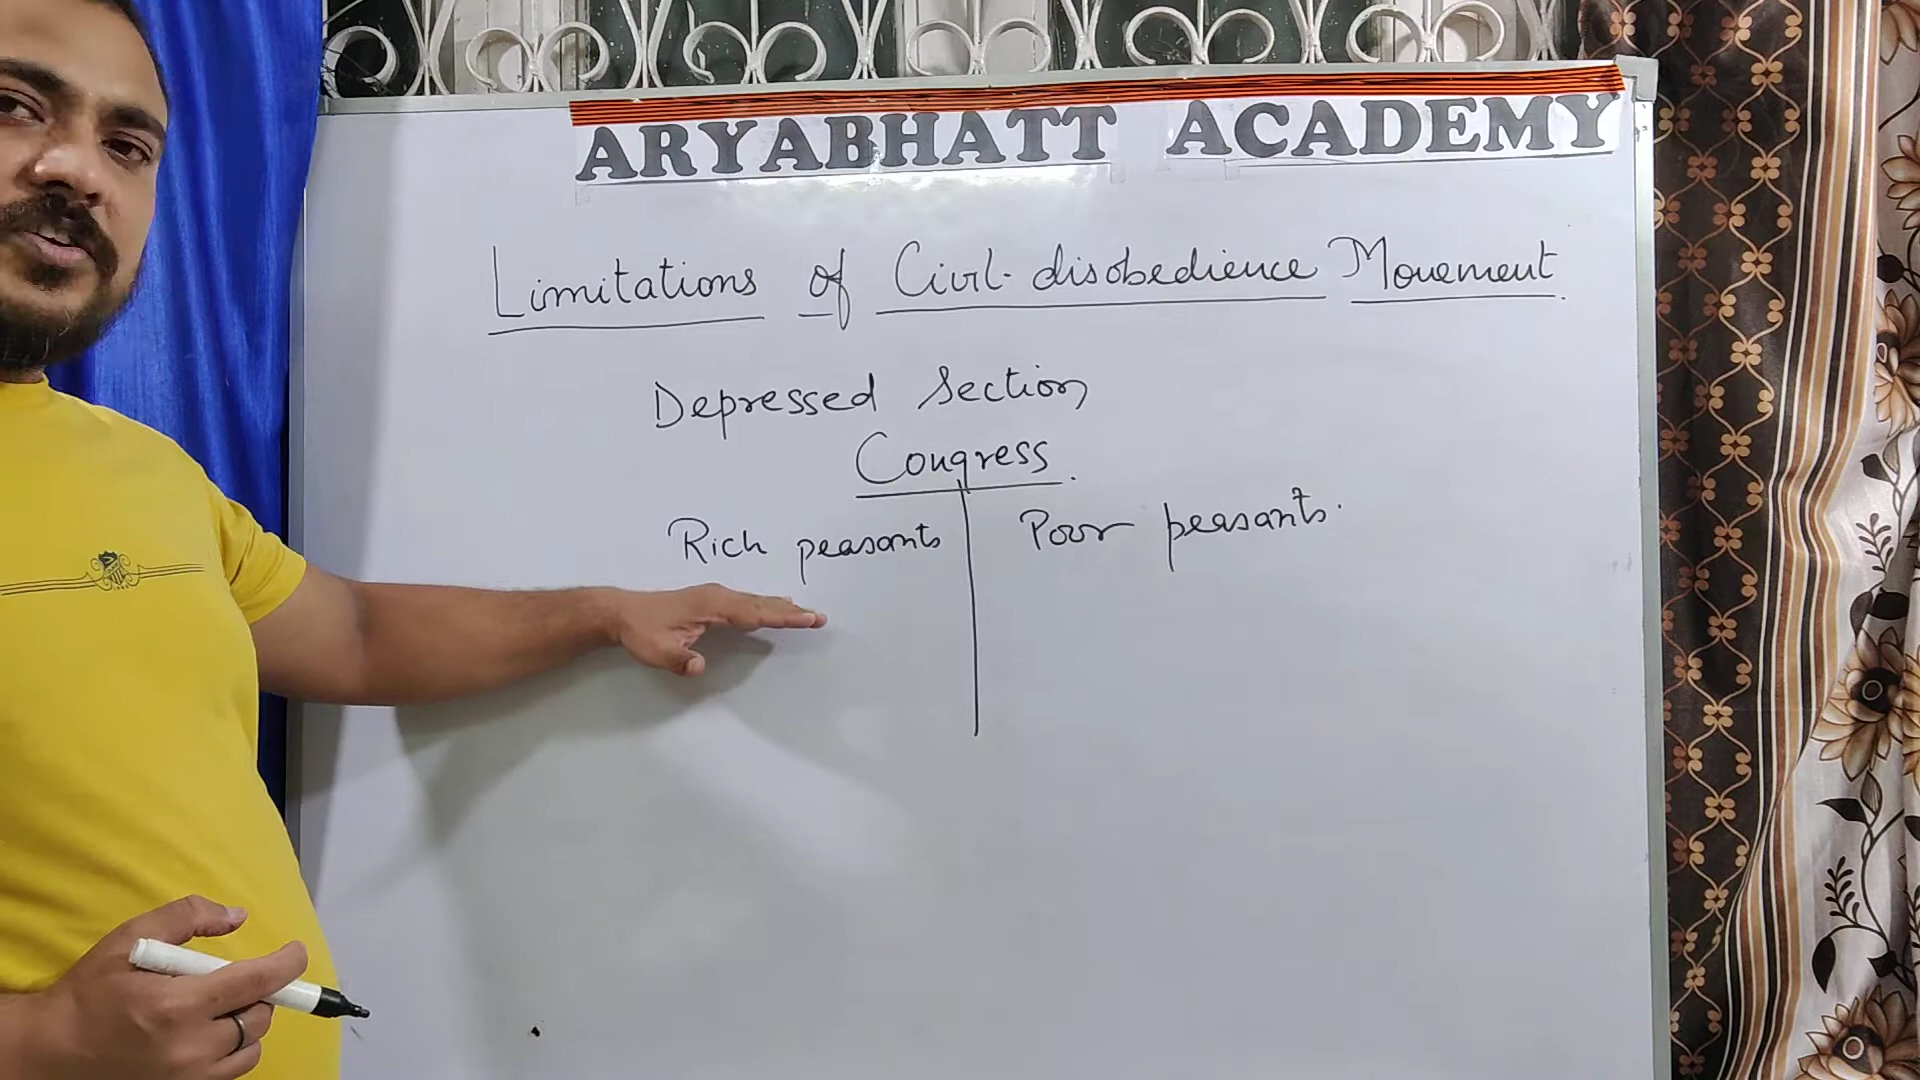 ARYABHATT ACADEMY
Limitations of Civil-disobedience Movement.
Depressed Section
Congress.
Rich peasants Poor peasants.